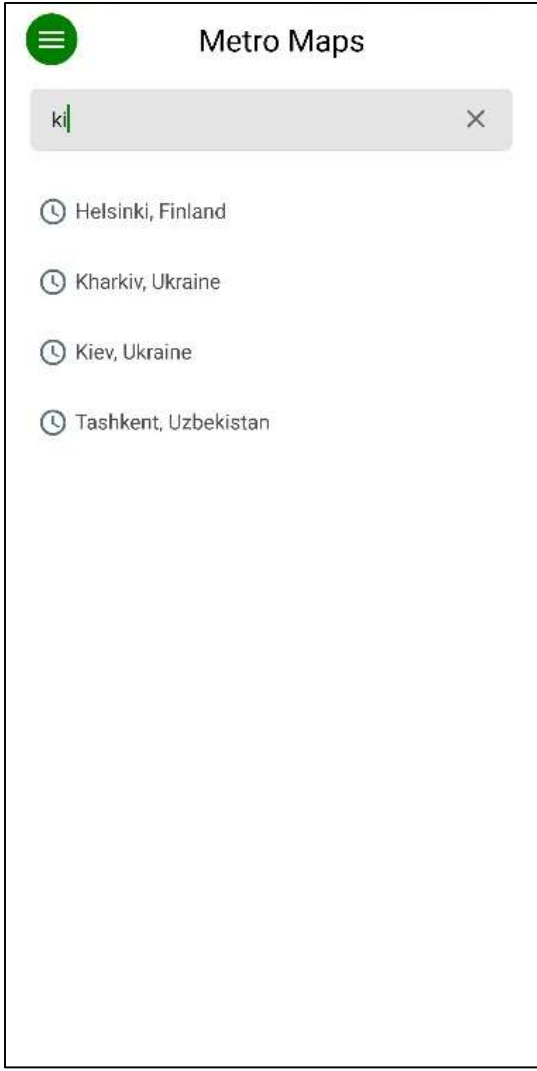 Metro Maps
ki
Helsinki, Finland
Kharkiv, Ukraine
Kiev, Ukraine
Tashkent, Uzbekistan